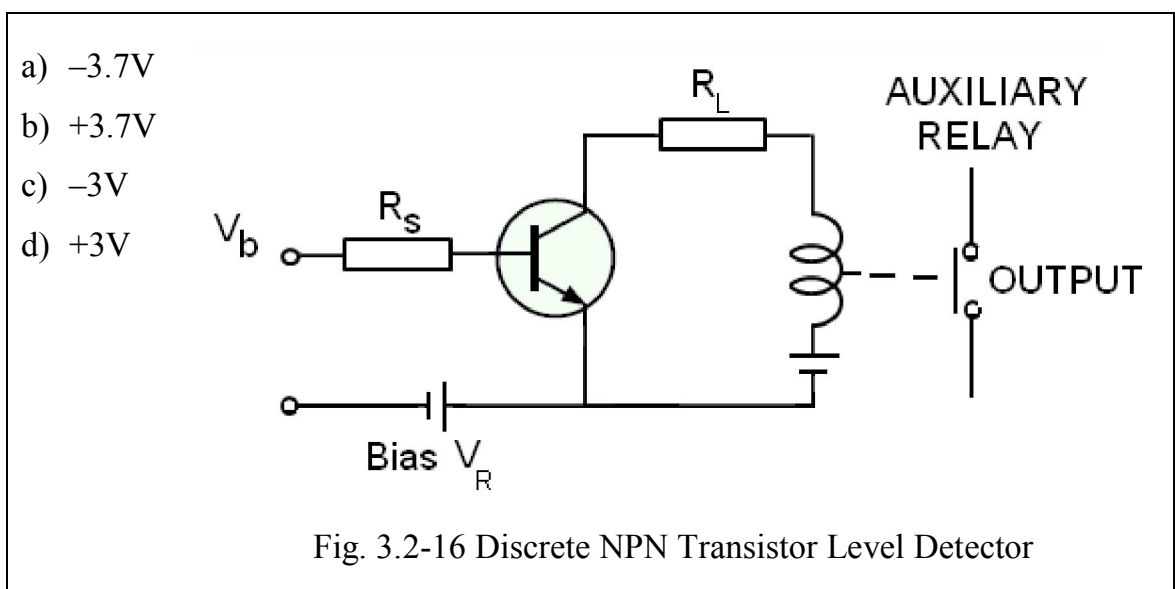 a) –3.7V
b) +3.7V
c) –3V
d) +3V
R_L
AUXILIARY
RELAY
R_S
V_b
OUTPUT
Bias V_R
Fig. 3.2-16 Discrete NPN Transistor Level Detector